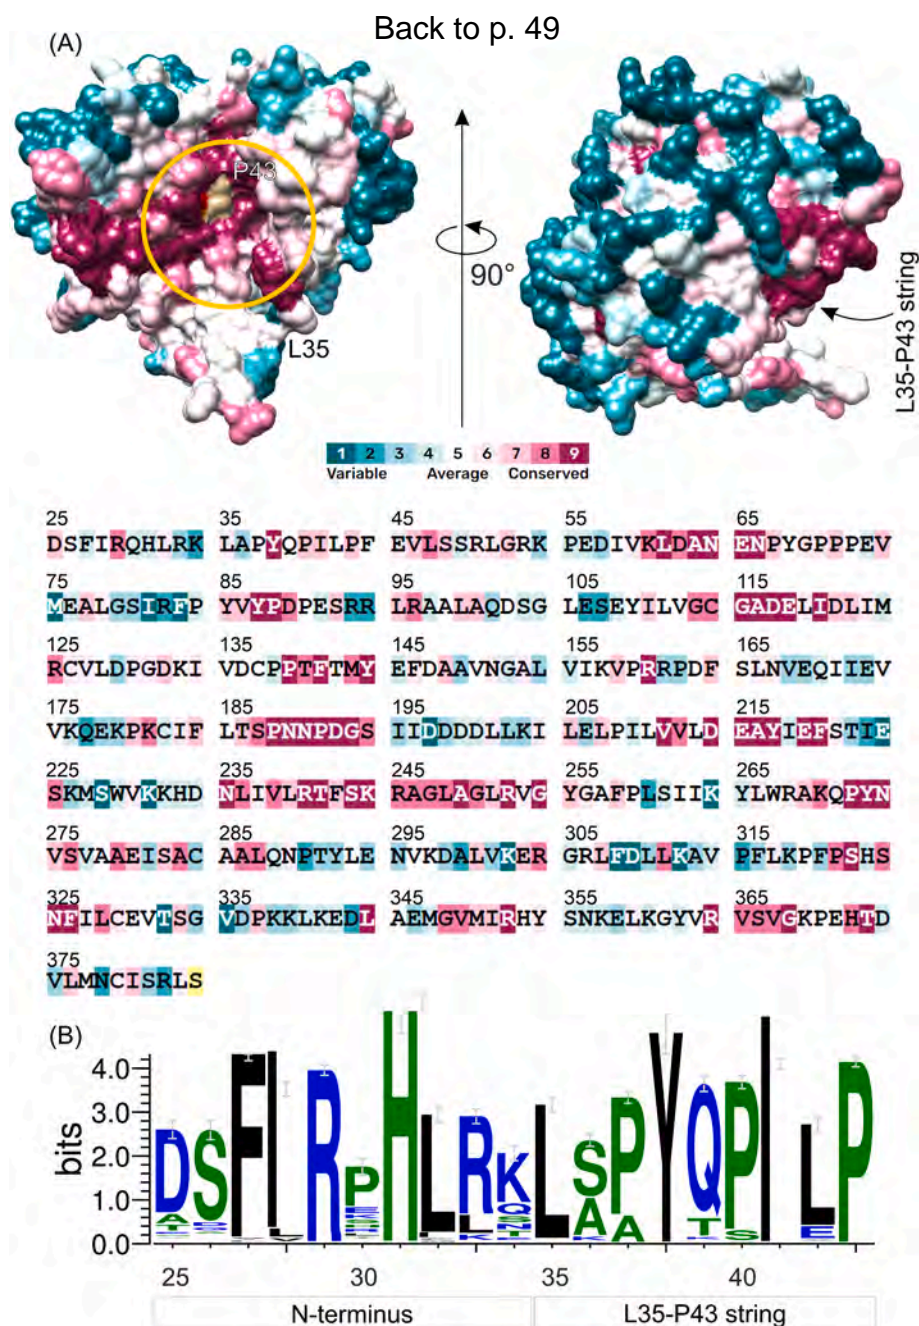 Back to p. 49
(A)
P43
L35
90°
L35-P43 string
1 2 3 4 5 6 7 8 9
Variable Average Conserved
25 35 45 55 65
DSFIRQHLRK LAPYQPILPF EVLSSRLGRK PEDIVKLDAN ENPYGPPPEV
75 85 95 105 115
MEALGSIRFP YVYPDPESRR LRAALAQDSG LESEYILVGC GADELIDLIM
125 135 145 155 165
RCVLDPGDKI VDCPPTFTMY EFDAAVNGAL VIKVPRRPDF SLNVEQIIEV
175 185 195 205 215
VKQEKPKCIF LTSPNNPDGS IIDDDDLLKI LELPILVVLD EAYIEFSTIE
225 235 245 255 265
SKMSWVKKHD NLIVLRTFSK RAGLAGLRVG YGAFPLSIIK YLWRAKQPYN
275 285 295 305 315
VSVAAEISAC AALQNPTYLE NVKDALVKER GRLFDLLKAV PFLKPFPSHS
325 335 345 355 365
NFILCEVTSG VDPKKLKEDL AEMGVMIRHY SNKELKGYVR VSVGKPEHTD
375
VLMNCISRLS
(B)
bits
4.0
3.0
2.0
1.0
0.0
DSFIRPHLRKLSPYQPILP
25 30 35 40
N-terminus L35-P43 string